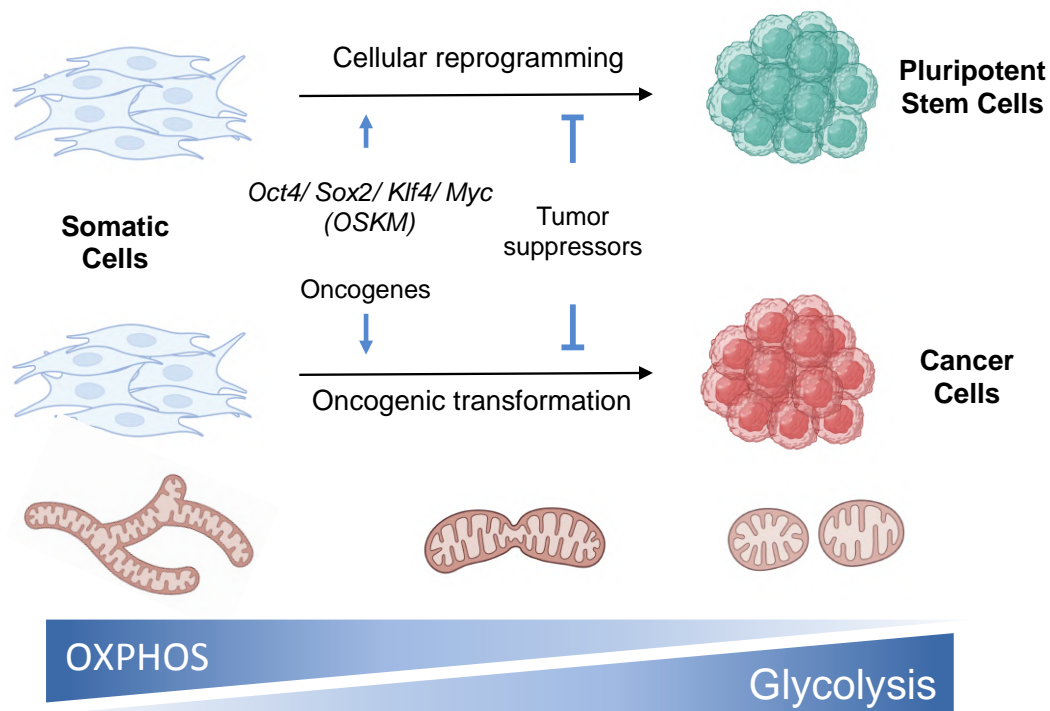 Cellular reprogramming
Pluripotent
Stem Cells
Oct4/ Sox2/ Klf4/ Myc
(OSKM)
Tumor
suppressors
Somatic
Cells
Oncogenes
Oncogenic transformation
Cancer
Cells
OXPHOS
Glycolysis